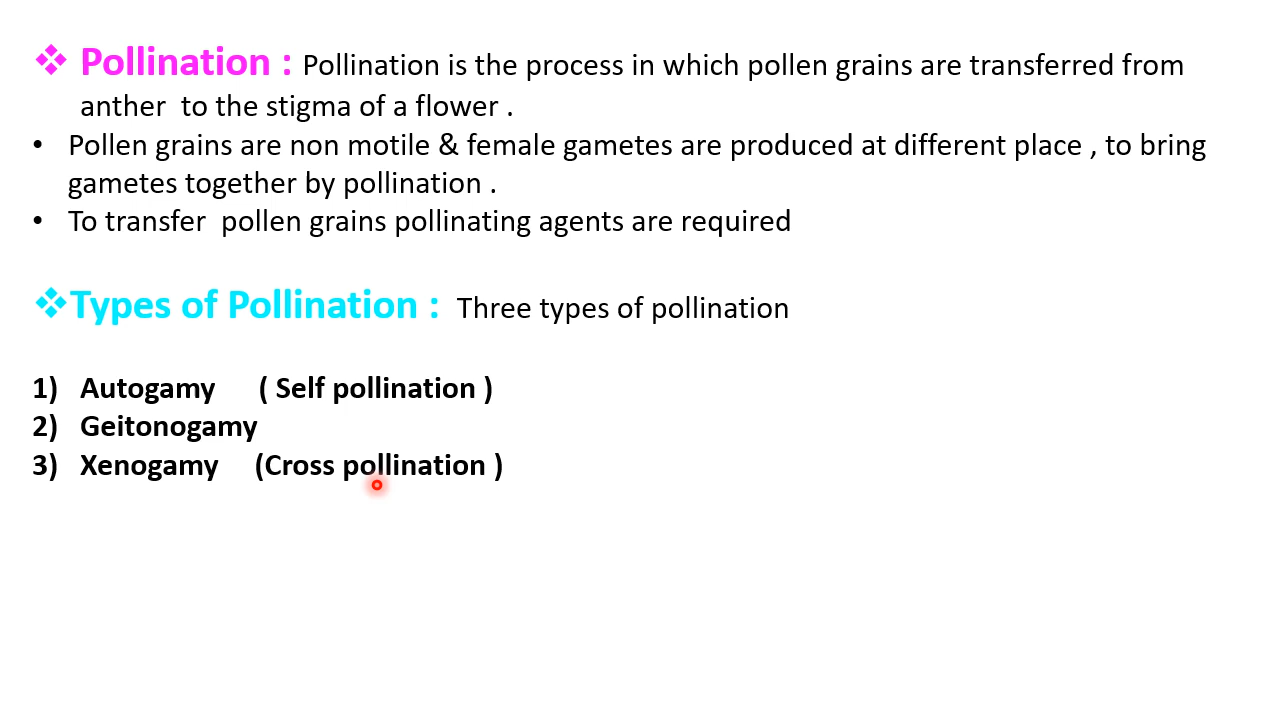 ❖ Pollination : Pollination is the process in which pollen grains are transferred from
anther  to the stigma of a flower .
• Pollen grains are non motile & female gametes are produced at different place , to bring
gametes together by pollination .
• To transfer  pollen grains pollinating agents are required
❖Types of Pollination :  Three types of pollination
1) Autogamy ( Self pollination )
2) Geitonogamy
3) Xenogamy (Cross pollination )